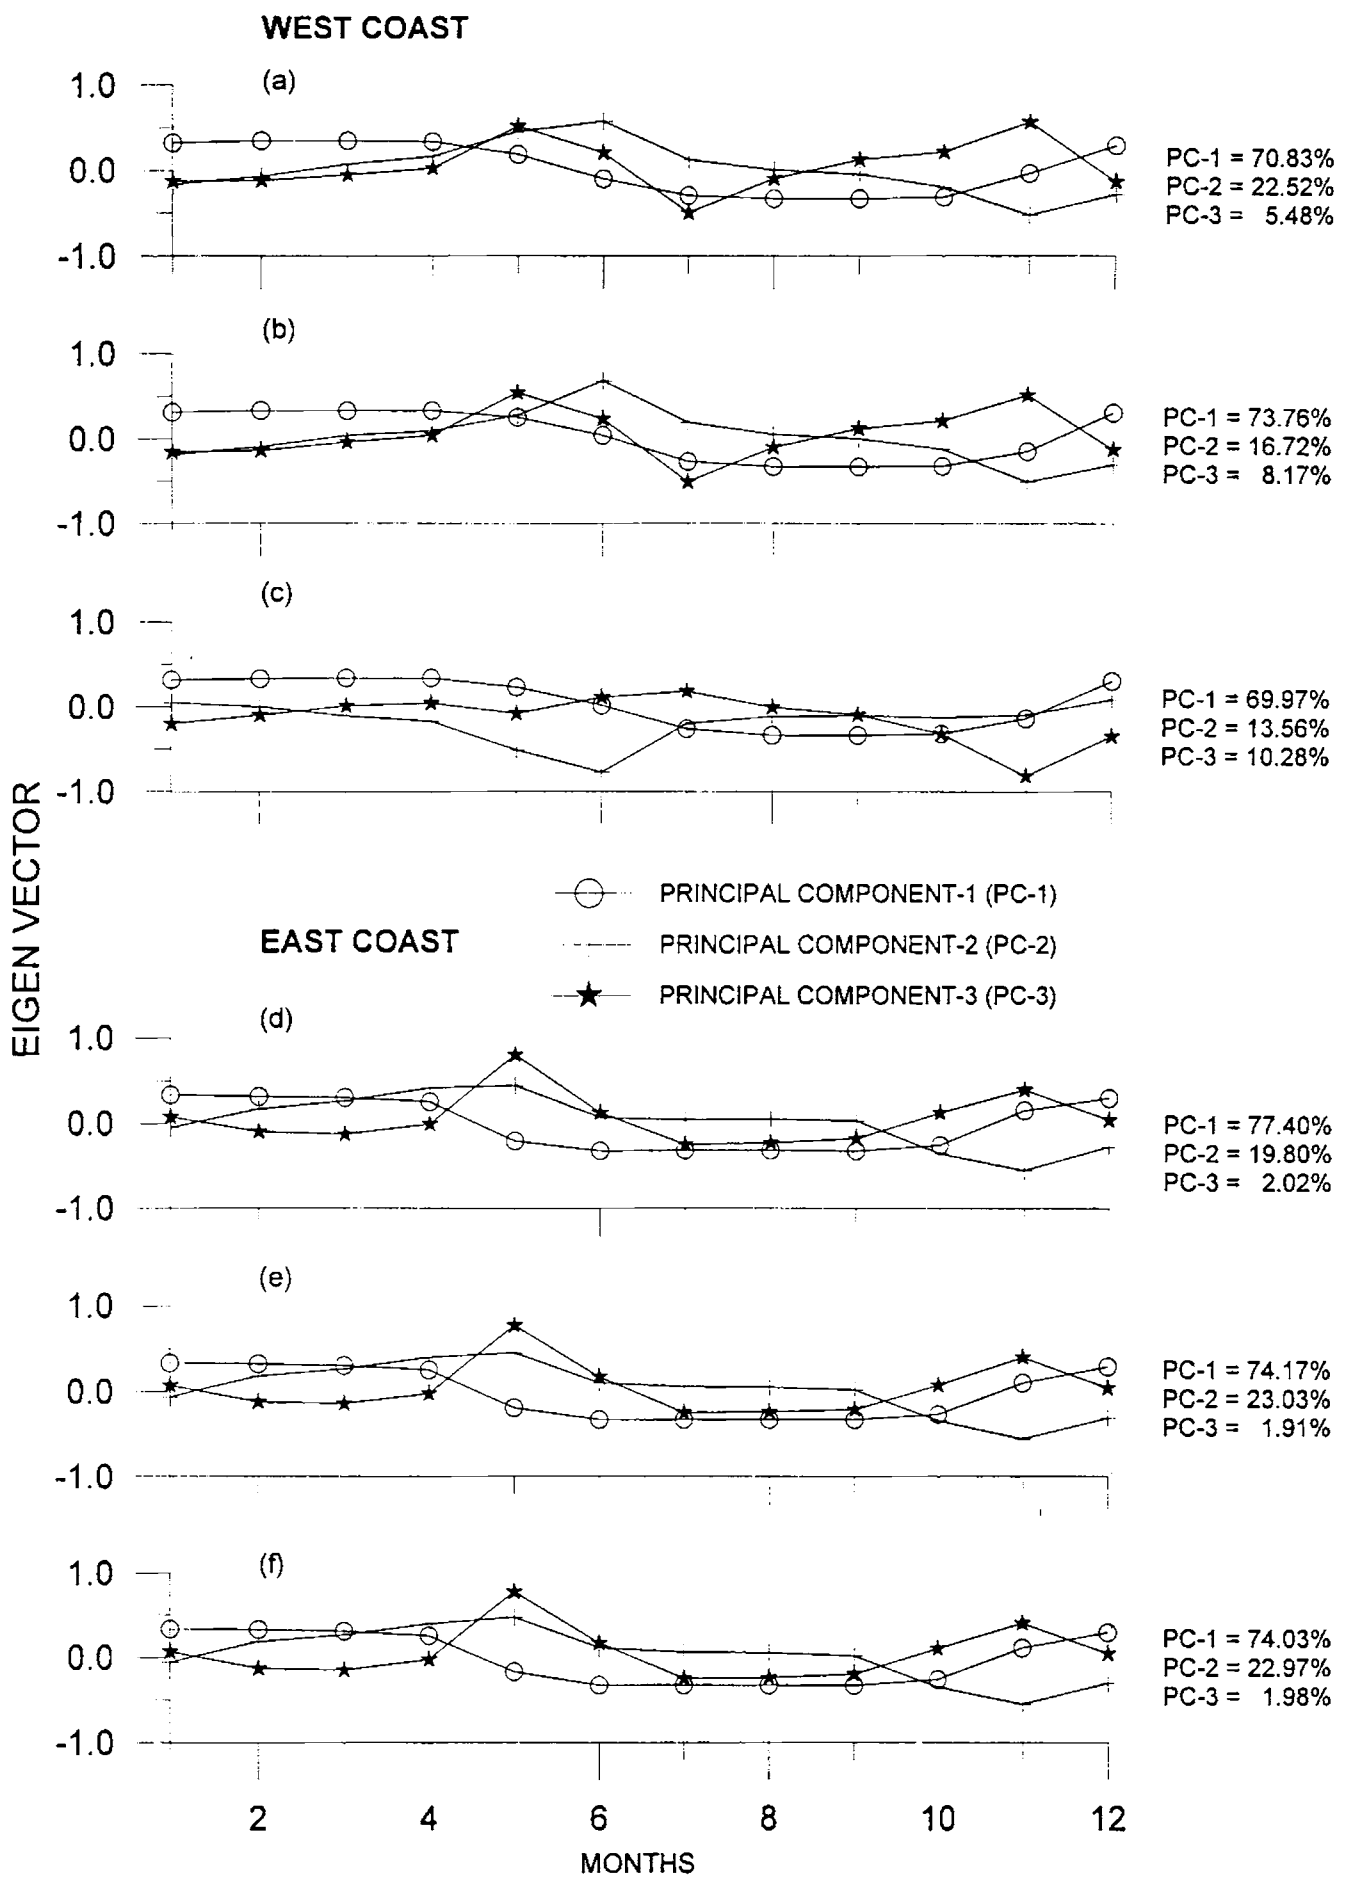 WEST COAST
(a)
1.0
0.0
-1.0
PC-1 = 70.83%
PC-2 = 22.52%
PC-3 = 5.48%
(b)
1.0
0.0
-1.0
PC-1 = 73.76%
PC-2 = 16.72%
PC-3 = 8.17%
(c)
1.0
0.0
-1.0
PC-1 = 69.97%
PC-2 = 13.56%
PC-3 = 10.28%
EIGEN VECTOR
PRINCIPAL COMPONENT-1 (PC-1)
PRINCIPAL COMPONENT-2 (PC-2)
PRINCIPAL COMPONENT-3 (PC-3)
EAST COAST
(d)
1.0
0.0
-1.0
PC-1 = 77.40%
PC-2 = 19.80%
PC-3 = 2.02%
(e)
1.0
0.0
-1.0
PC-1 = 74.17%
PC-2 = 23.03%
PC-3 = 1.91%
(f)
1.0
0.0
-1.0
PC-1 = 74.03%
PC-2 = 22.97%
PC-3 = 1.98%
2 4 6 8 10 12
MONTHS